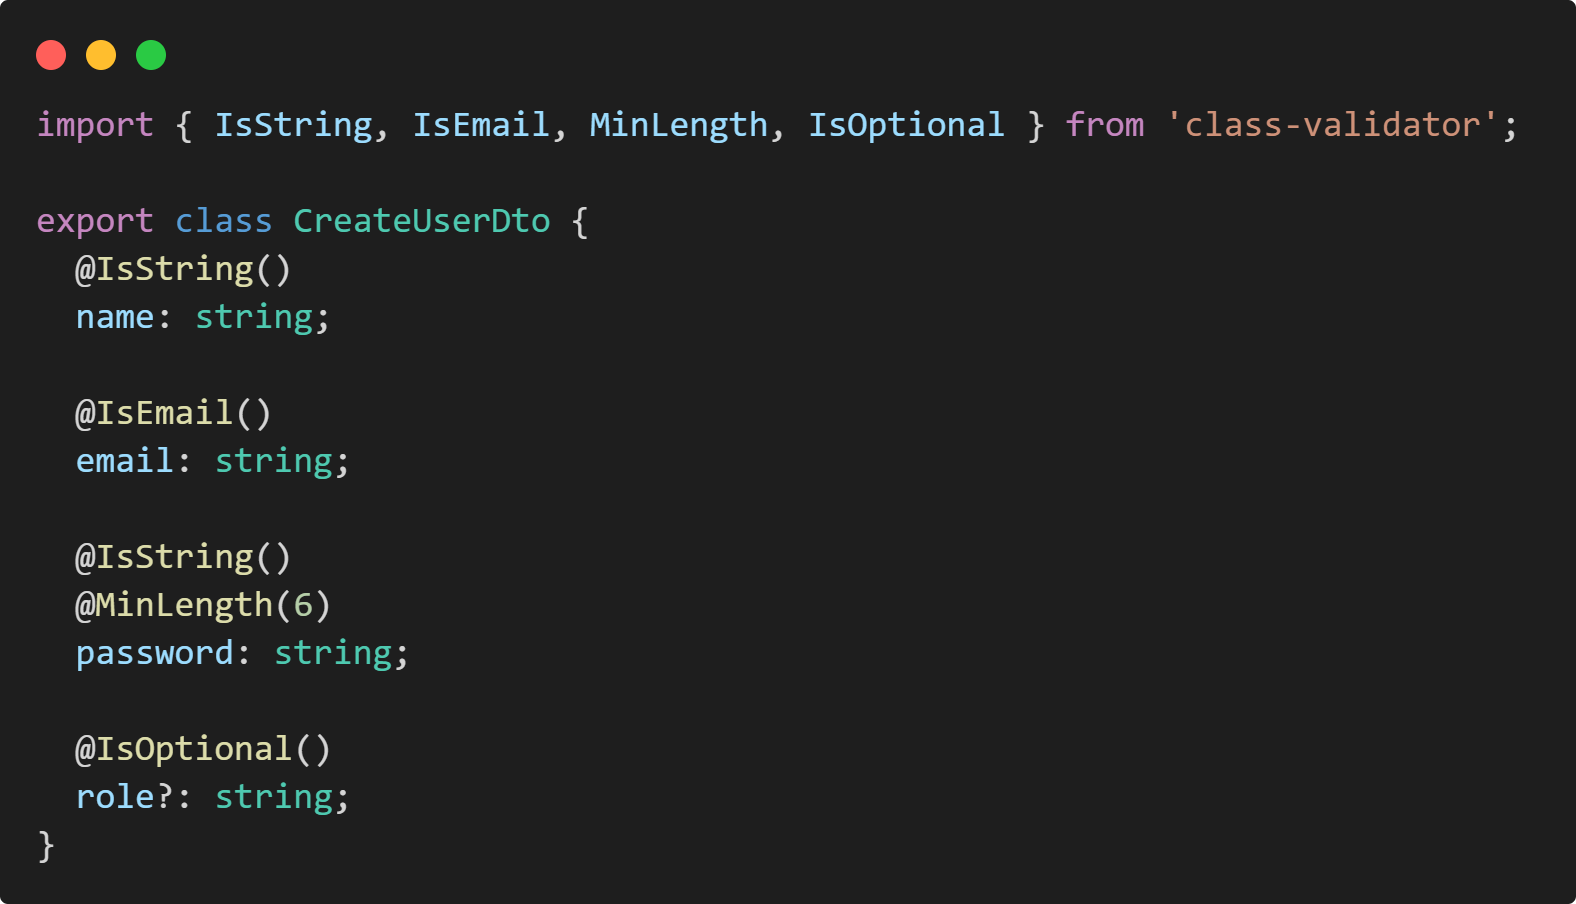 import { IsString, IsEmail, MinLength, IsOptional } from 'class-validator';

export class CreateUserDto {
  @IsString()
  name: string;

  @IsEmail()
  email: string;

  @IsString()
  @MinLength(6)
  password: string;

  @IsOptional()
  role?: string;
}